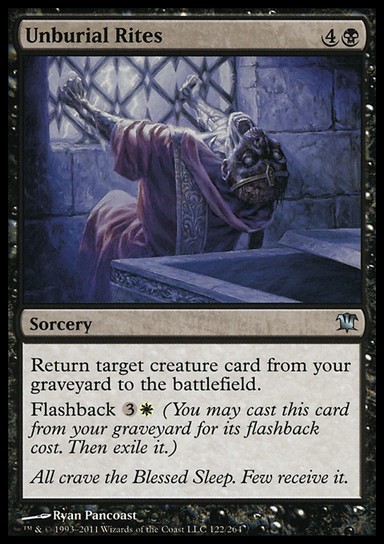 Unburial Rites 4
Sorcery
Return target creature card from your
graveyard to the battlefield.
Flashback 3 (You may cast this card
from your graveyard for its flashback
cost. Then exile it.)
All crave the Blessed Sleep. Few receive it.
Ryan Pancoast
™ & © 1993–2011 Wizards of the Coast LLC 122/264